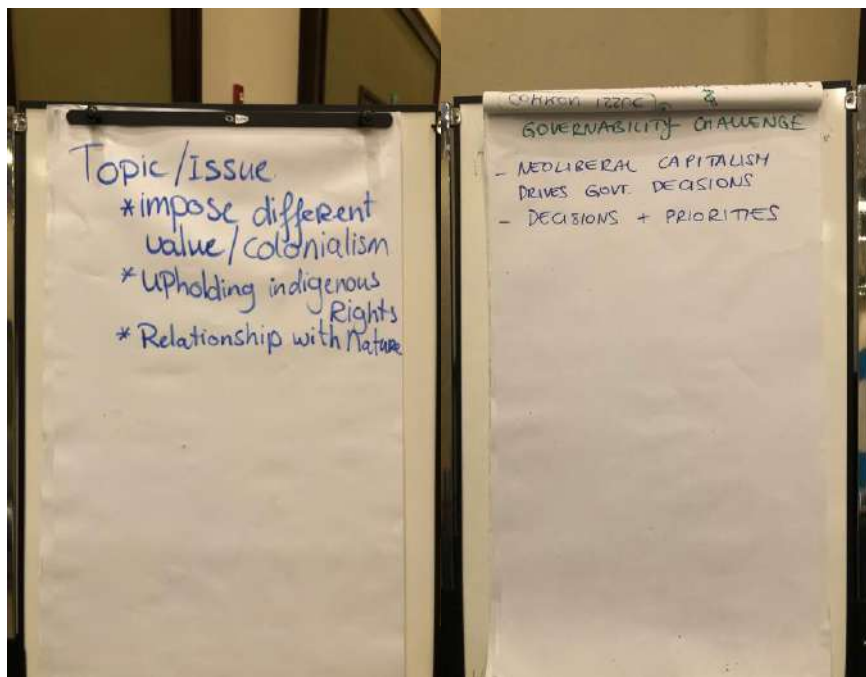 Topic/Issue
*impose different
value/colonialism
*Upholding indigenous
Rights
* Relationship with Nature
COMMON ISSUE
&
GOVERNABILITY CHALLENGE
- NEOLIBERAL CAPITALISM
DRIVES GOVT. DECISIONS
- DECISIONS + PRIORITIES